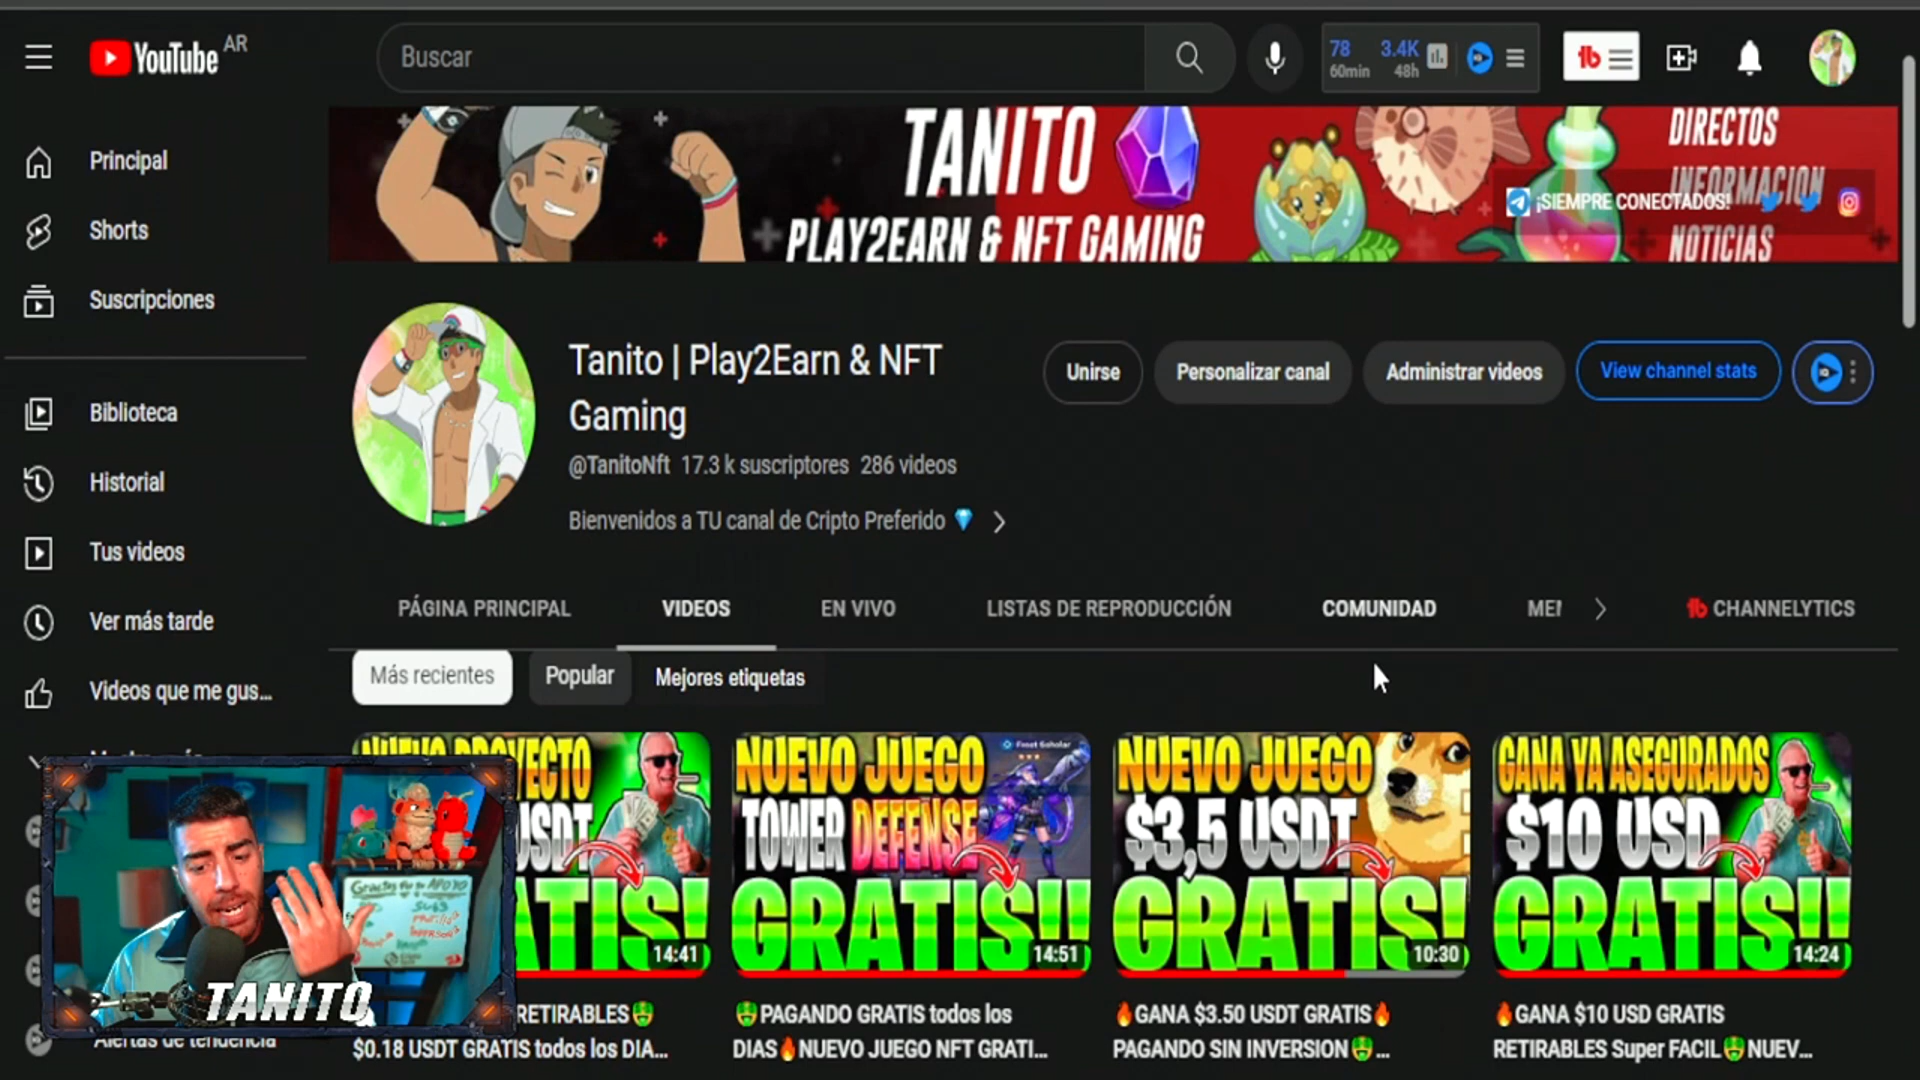 YouTube AR
Buscar
78
60min
3.4K
48h
Principal
Shorts
Suscripciones
Biblioteca
Historial
Tus videos
Ver más tarde
Videos que me gus...
TANITO
PLAY2EARN & NFT GAMING
DIRECTOS
INFORMACION
NOTICIAS
¡SIEMPRE CONECTADOS!
Tanito | Play2Earn & NFT
Gaming
@TanitoNft 17.3 k suscriptores 286 videos
Bienvenidos a TU canal de Cripto Preferido 💎
Unirse
Personalizar canal
Administrar videos
View channel stats
PÁGINA PRINCIPAL
VIDEOS
EN VIVO
LISTAS DE REPRODUCCIÓN
COMUNIDAD
CHANNELYTICS
Más recientes
Popular
Mejores etiquetas
NUEVO PROYECTO
USDT
14:41
RETIRABLES🤑
$0.18 USDT GRATIS todos los DIA...
NUEVO JUEGO
TOWER DEFENSE
GRATIS!!
14:51
🤑PAGANDO GRATIS todos los
DIAS🔥NUEVO JUEGO NFT GRATI...
NUEVO JUEGO
$3,5 USDT
GRATIS!
10:30
🔥GANA $3.50 USDT GRATIS🔥
PAGANDO SIN INVERSION🤑...
GANA YA ASEGURADOS
$10 USD
GRATIS!!
14:24
🔥GANA $10 USD GRATIS
RETIRABLES Super FACIL🤑NUEV...
TANITO
Alertas de tendencia